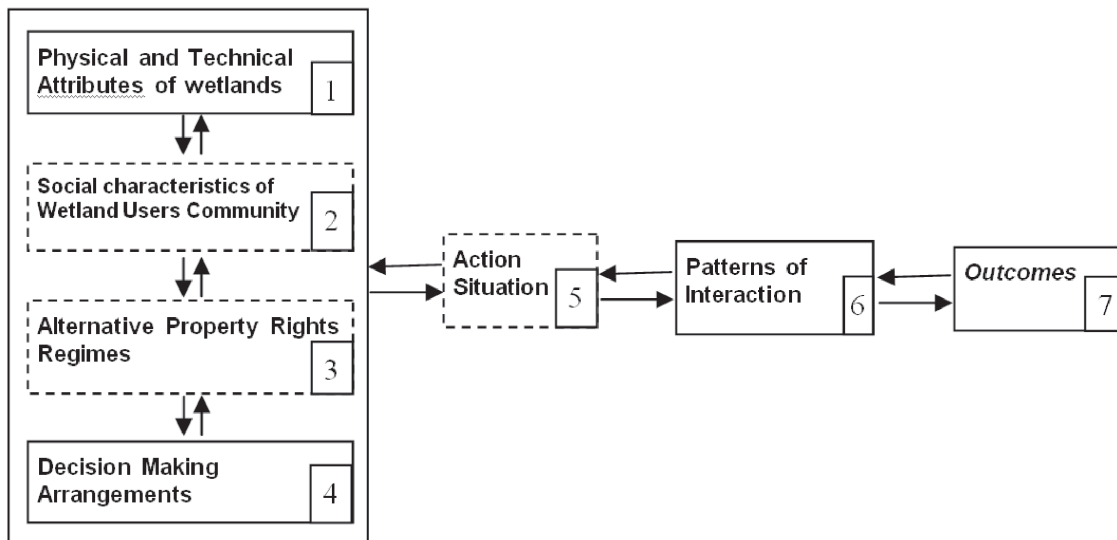 Physical and Technical
Attributes of wetlands
1
Social characteristics of
Wetland Users Community
2
Alternative Property Rights
Regimes
3
Decision Making
Arrangements
4
Action
Situation
5
Patterns of
Interaction
6
Outcomes
7